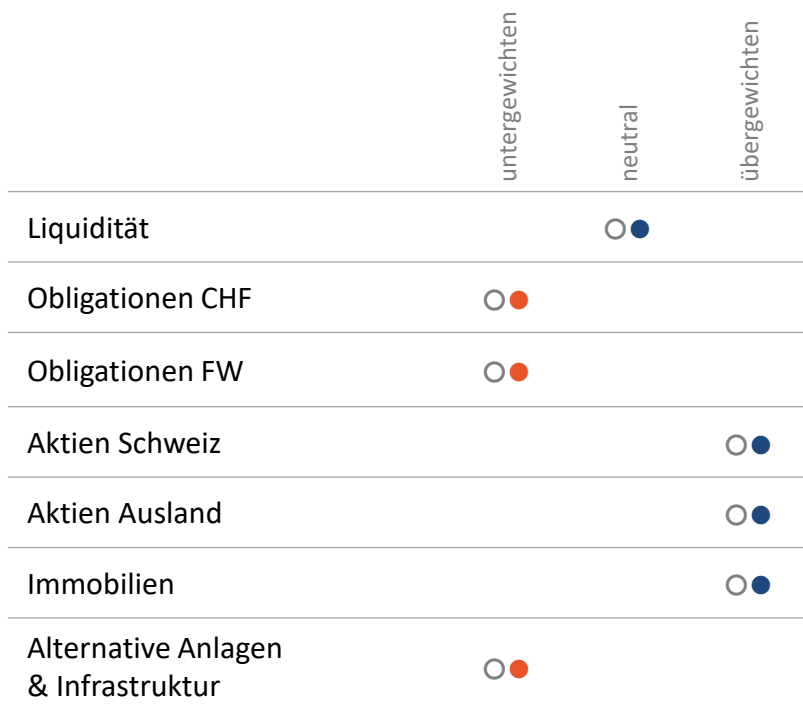 untergewichten
neutral
übergewichten
Liquidität
Obligationen CHF
Obligationen FW
Aktien Schweiz
Aktien Ausland
Immobilien
Alternative Anlagen
& Infrastruktur